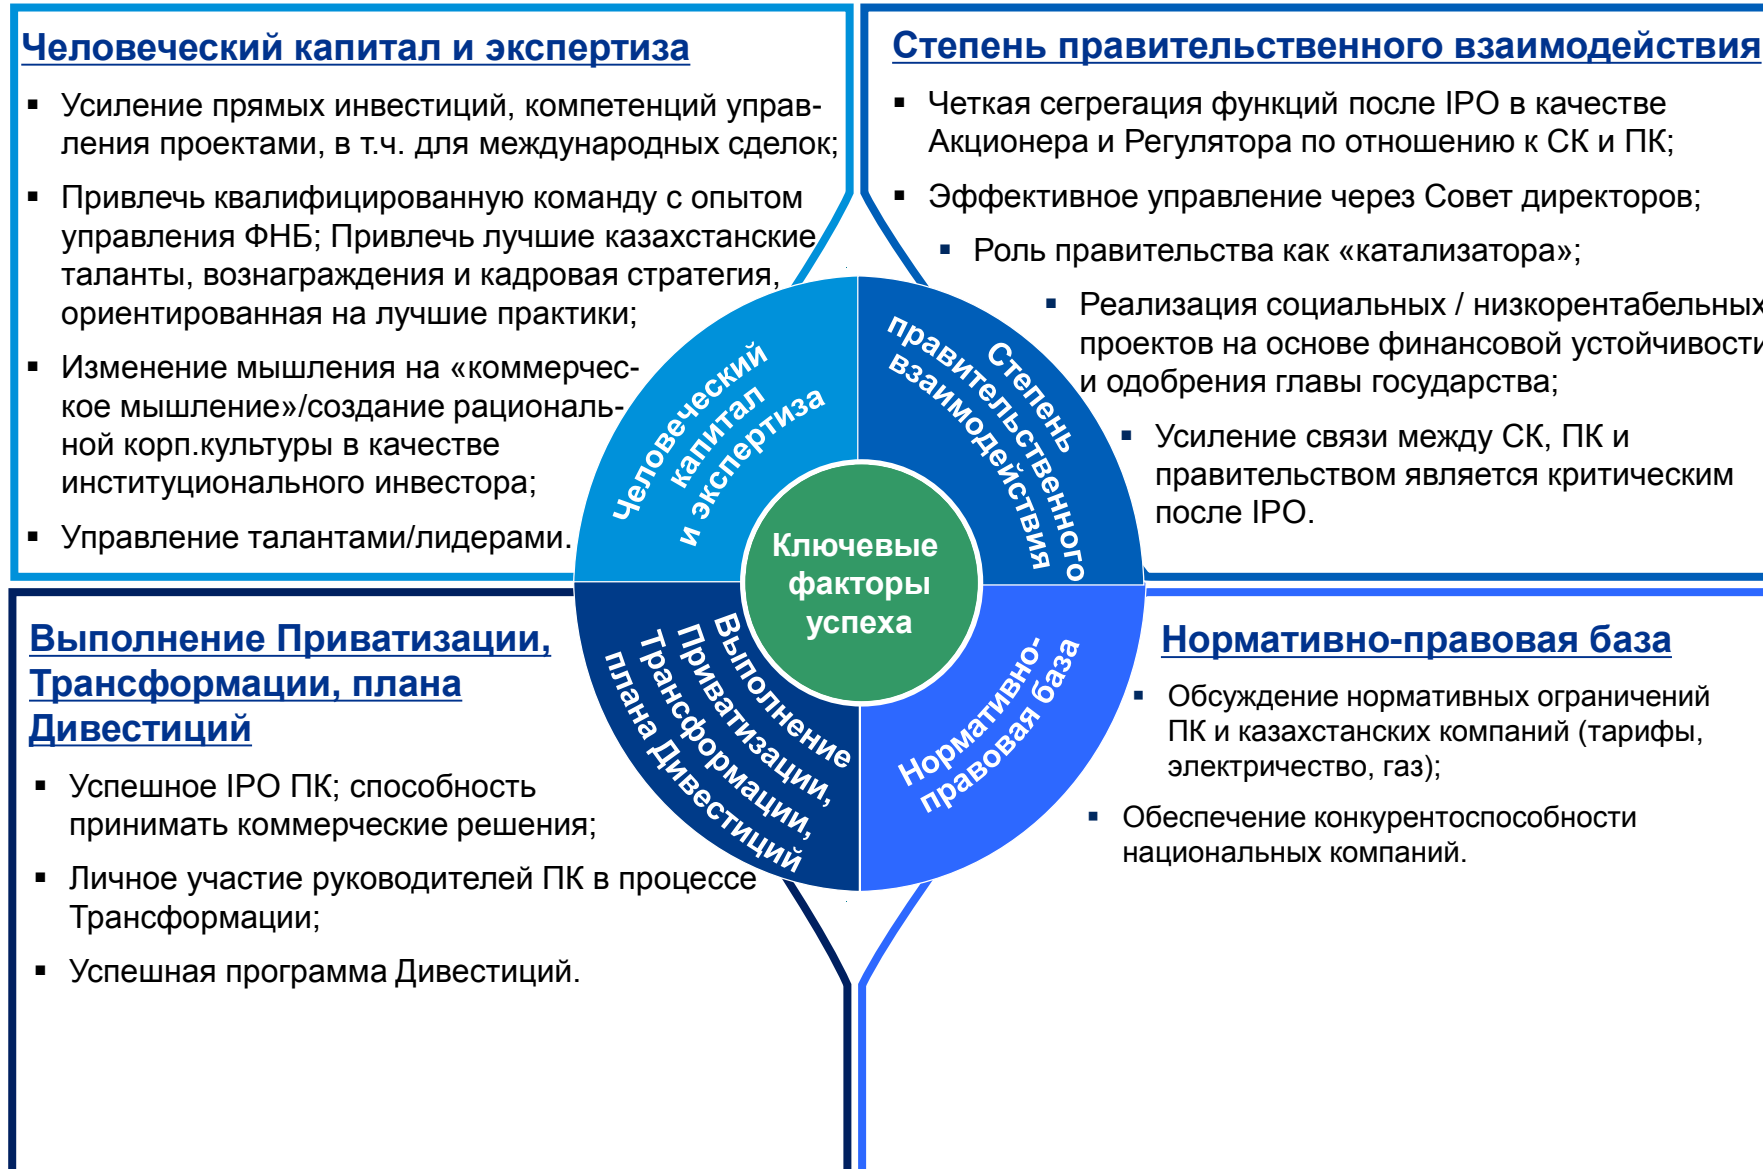 Человеческий капитал и экспертиза
▪ Усиление прямых инвестиций, компетенций управ-
ления проектами, в т.ч. для международных сделок;
▪ Привлечь квалифицированную команду с опытом
управления ФНБ; Привлечь лучшие казахстанские
таланты, вознаграждения и кадровая стратегия,
ориентированная на лучшие практики;
▪ Изменение мышления на «коммерчес-
кое мышление»/создание рациональ-
ной корп.культуры в качестве
институционального инвестора;
▪ Управление талантами/лидерами.
Степень правительственного взаимодействия
▪ Четкая сегрегация функций после IPO в качестве
Акционера и Регулятора по отношению к СК и ПК;
▪ Эффективное управление через Совет директоров;
▪ Роль правительства как «катализатора»;
▪ Реализация социальных / низкорентабельных
проектов на основе финансовой устойчивости
и одобрения главы государства;
▪ Усиление связи между СК, ПК и
правительством является критическим
после IPO.
Человеческий
капитал
и экспертиза
Степень
правительственного
взаимодействия
Ключевые
факторы
успеха
Выполнение
Приватизации,
Трансформации,
плана Дивестиций
Нормативно-
правовая база
Выполнение Приватизации,
Трансформации, плана
Дивестиций
▪ Успешное IPO ПК; способность
принимать коммерческие решения;
▪ Личное участие руководителей ПК в процессе
Трансформации;
▪ Успешная программа Дивестиций.
Нормативно-правовая база
▪ Обсуждение нормативных ограничений
ПК и казахстанских компаний (тарифы,
электричество, газ);
▪ Обеспечение конкурентоспособности
национальных компаний.